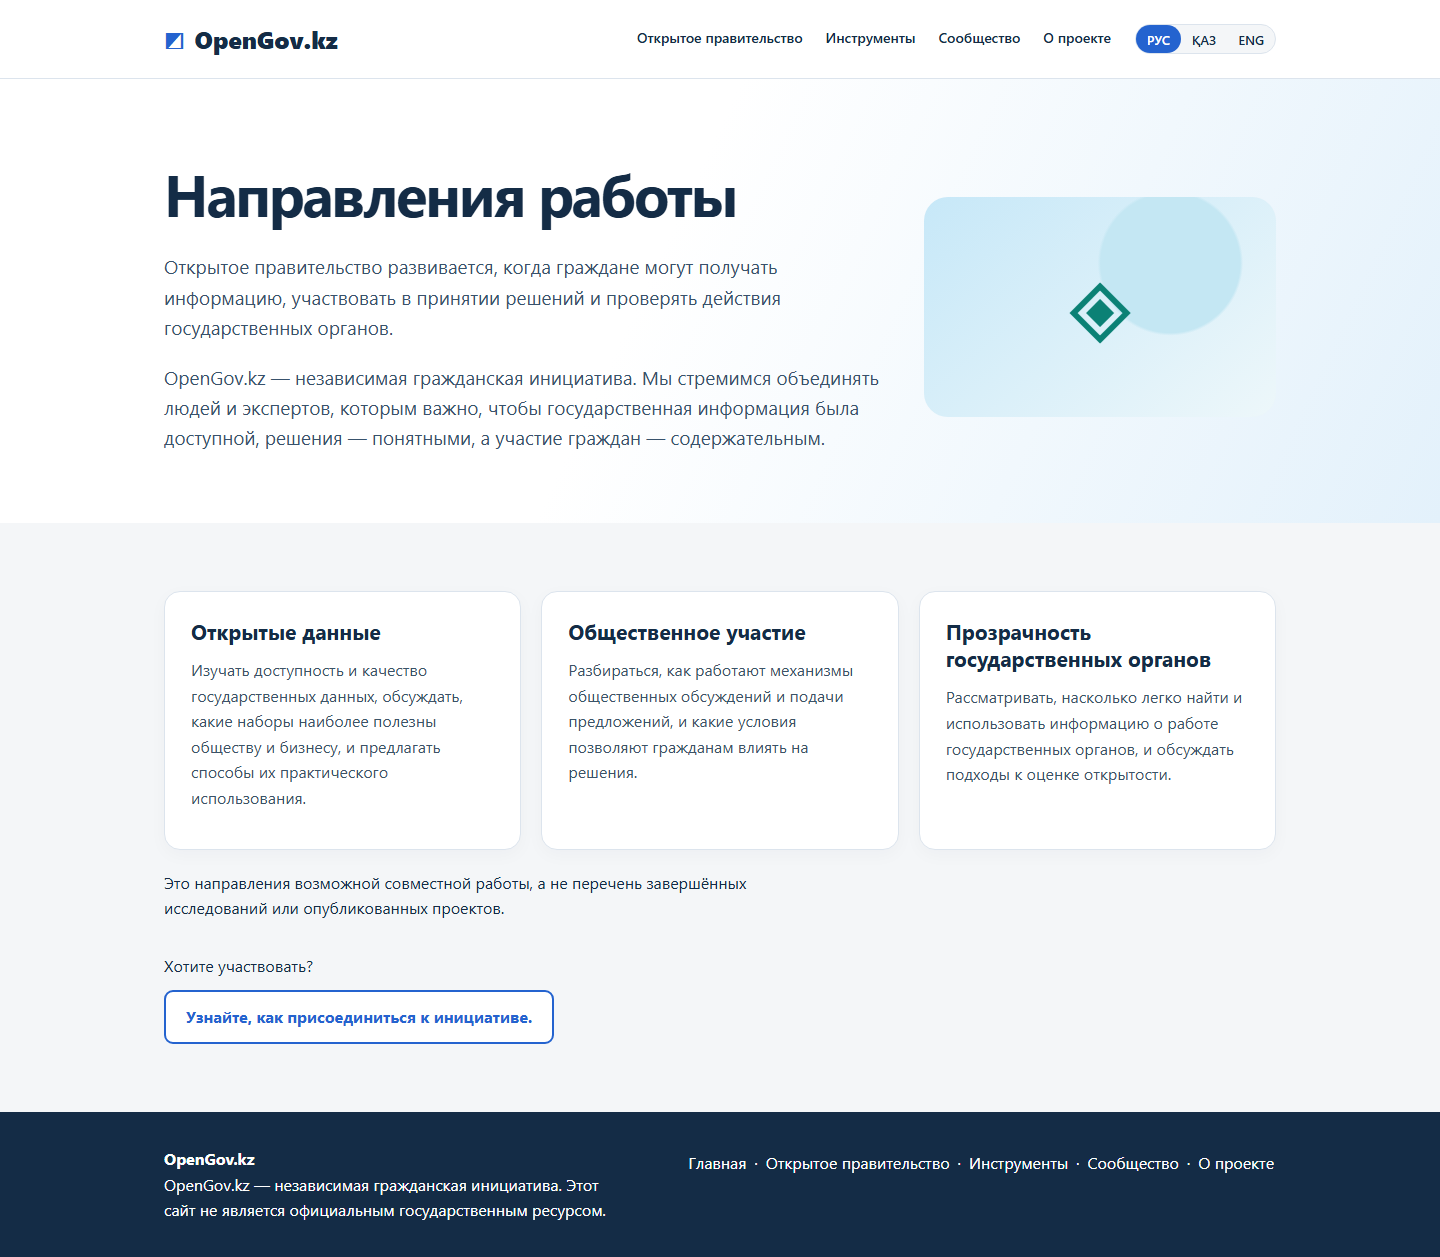 OpenGov.kz
Открытое правительство
Инструменты
Сообщество
О проекте
РУС
ҚАЗ
ENG
Направления работы
Открытое правительство развивается, когда граждане могут получать
информацию, участвовать в принятии решений и проверять действия
государственных органов.
OpenGov.kz — независимая гражданская инициатива. Мы стремимся объединять
людей и экспертов, которым важно, чтобы государственная информация была
доступной, решения — понятными, а участие граждан — содержательным.
Открытые данные
Изучать доступность и качество
государственных данных, обсуждать,
какие наборы наиболее полезны
обществу и бизнесу, и предлагать
способы их практического
использования.
Общественное участие
Разбираться, как работают механизмы
общественных обсуждений и подачи
предложений, и какие условия
позволяют гражданам влиять на
решения.
Прозрачность
государственных органов
Рассматривать, насколько легко найти и
использовать информацию о работе
государственных органов, и обсуждать
подходы к оценке открытости.
Это направления возможной совместной работы, а не перечень завершённых
исследований или опубликованных проектов.
Хотите участвовать?
Узнайте, как присоединиться к инициативе.
OpenGov.kz
OpenGov.kz — независимая гражданская инициатива. Этот
сайт не является официальным государственным ресурсом.
Главная · Открытое правительство · Инструменты · Сообщество · О проекте